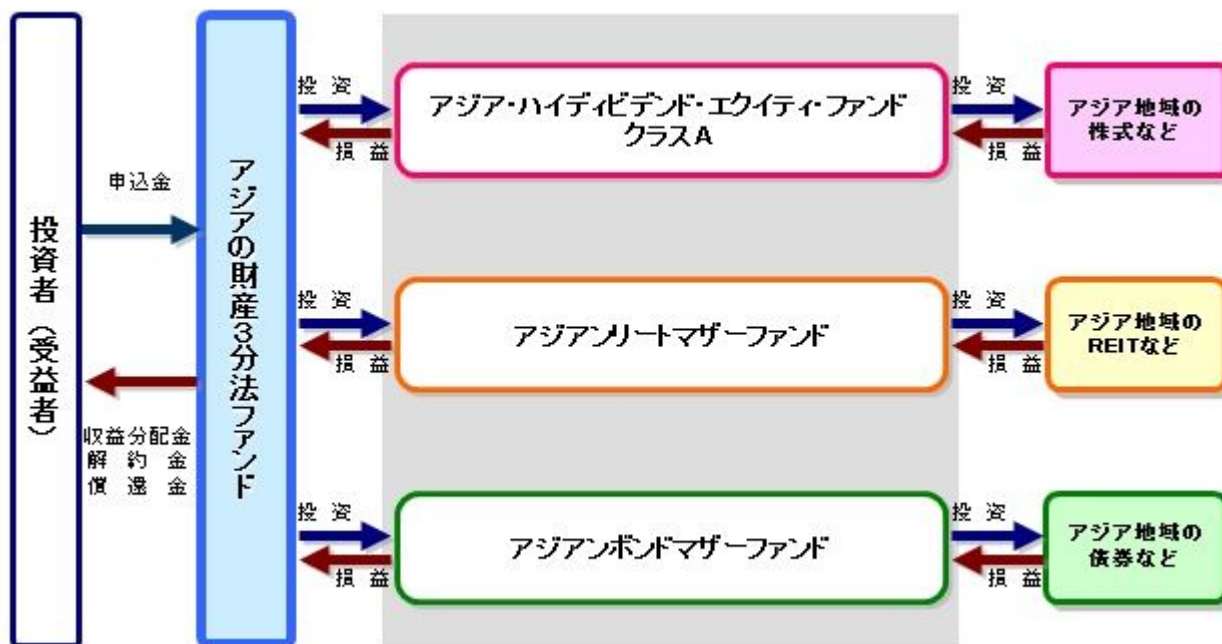 投資者（受益者）
申込金
収益分配金
解約金
償還金
アジアの財産３分法ファンド
投資
損益
アジア・ハイディビデンド・エクイティ・ファンド
クラスA
投資
損益
アジア地域の
株式など
投資
損益
アジアンリートマザーファンド
投資
損益
アジア地域の
REITなど
投資
損益
アジアンボンドマザーファンド
投資
損益
アジア地域の
債券など